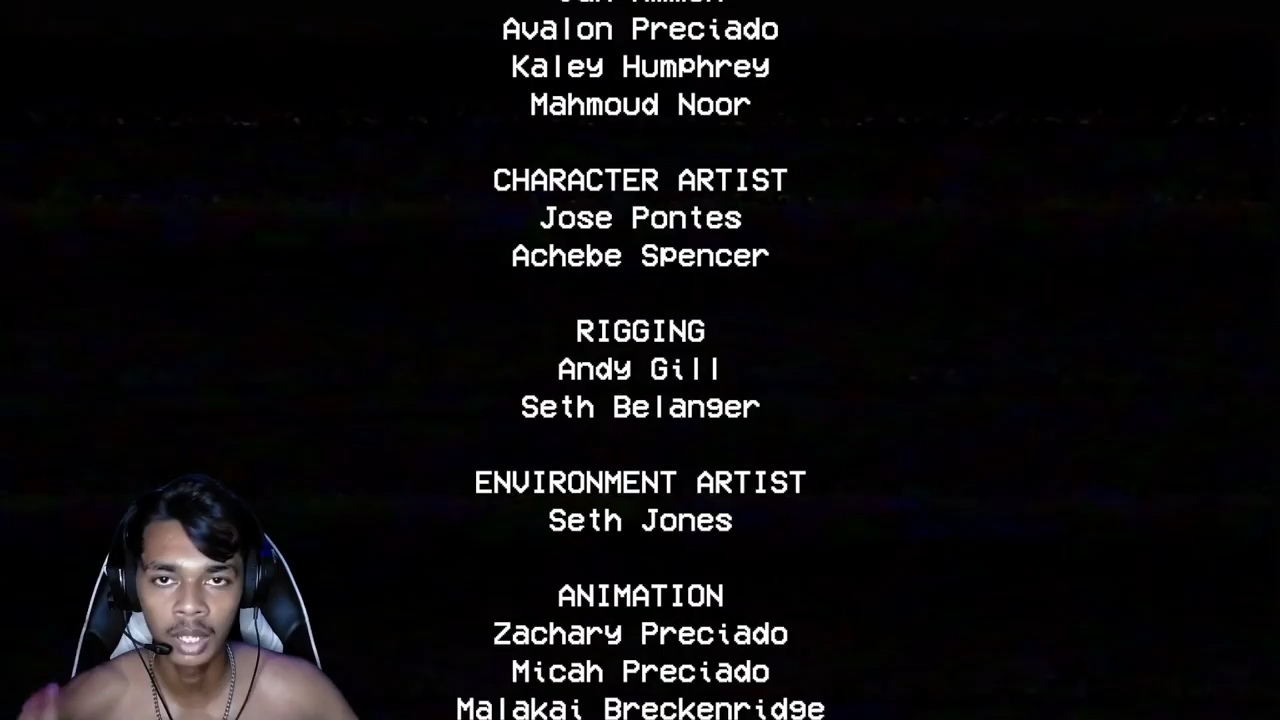 Avalon Preciado
Kaley Humphrey
Mahmoud Noor
CHARACTER ARTIST
Jose Pontes
Achebe Spencer
RIGGING
Andy Gill
Seth Belanger
ENVIRONMENT ARTIST
Seth Jones
ANIMATION
Zachary Preciado
Micah Preciado
Malakai Breckenridge